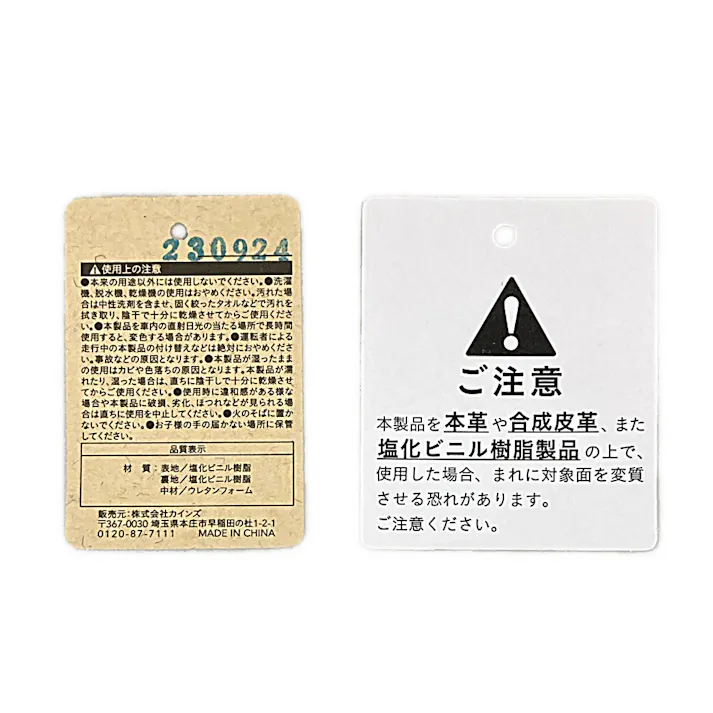 230924
⚠使用上の注意
●本来の用途以外には使用しないでください。●洗濯
機、脱水機、乾燥機の使用はおやめください。汚れた場
合は中性洗剤を含ませ、固く絞ったタオルなどで汚れを
拭き取り、陰干で十分に乾燥させてからご使用ください。
●本製品を車内の直射日光の当たる場所で長時間
使用すると、変色する場合があります。●運転者による
走行中の本製品の付け替えなどは絶対におやめくださ
い。事故などの原因となります。●本製品が湿ったまま
の使用はカビや色落ちの原因となります。本製品が濡
れたり、湿った場合は、直ちに陰干しで十分に乾燥させ
てからご使用ください。●使用時に違和感がある様な
場合や本製品に破損、劣化、ほつれなどが見られる場
合は直ちに使用を中止してください。●火のそばに置か
ないでください。●お子様の手の届かない場所に保管
してください。
品質表示
材 質：表地／塩化ビニル樹脂
裏地／塩化ビニル樹脂
中材／ウレタンフォーム
販売元：株式会社カインズ
〒367-0030 埼玉県本庄市早稲田の杜1-2-1
0120-87-7111 MADE IN CHINA
ご注意
本製品を本革や合成皮革、また
塩化ビニル樹脂製品の上で、
使用した場合、まれに対象面を変質
させる恐れがあります。
ご注意ください。